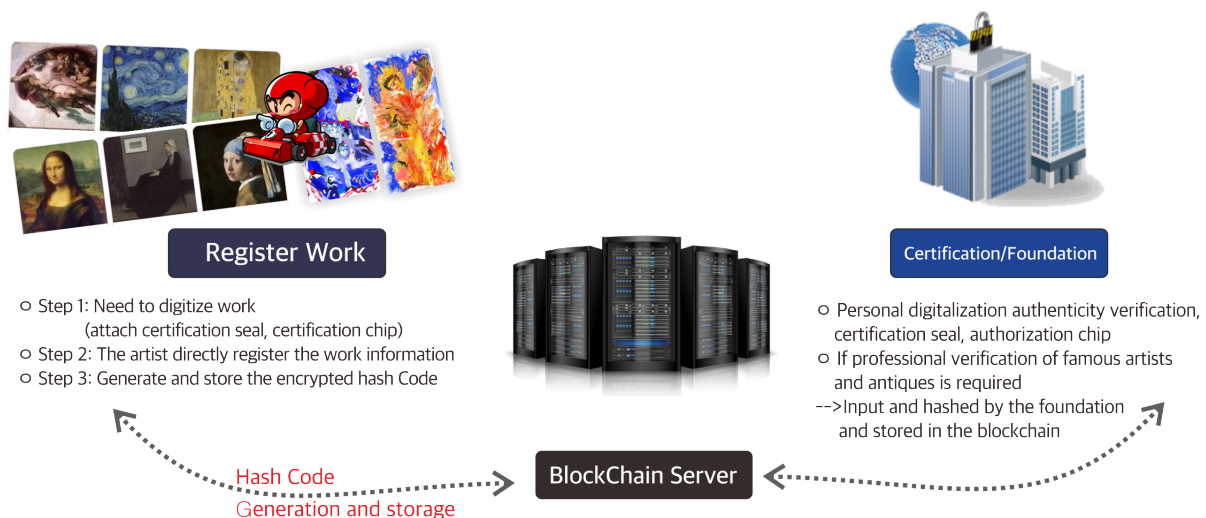 Register Work
○ Step 1: Need to digitize work
(attach certification seal, certification chip)
○ Step 2: The artist directly register the work information
○ Step 3: Generate and store the encrypted hash Code
Certification/Foundation
○ Personal digitalization authenticity verification,
certification seal, authorization chip
○ If professional verification of famous artists
and antiques is required
-->Input and hashed by the foundation
and stored in the blockchain
Hash Code
Generation and storage
BlockChain Server